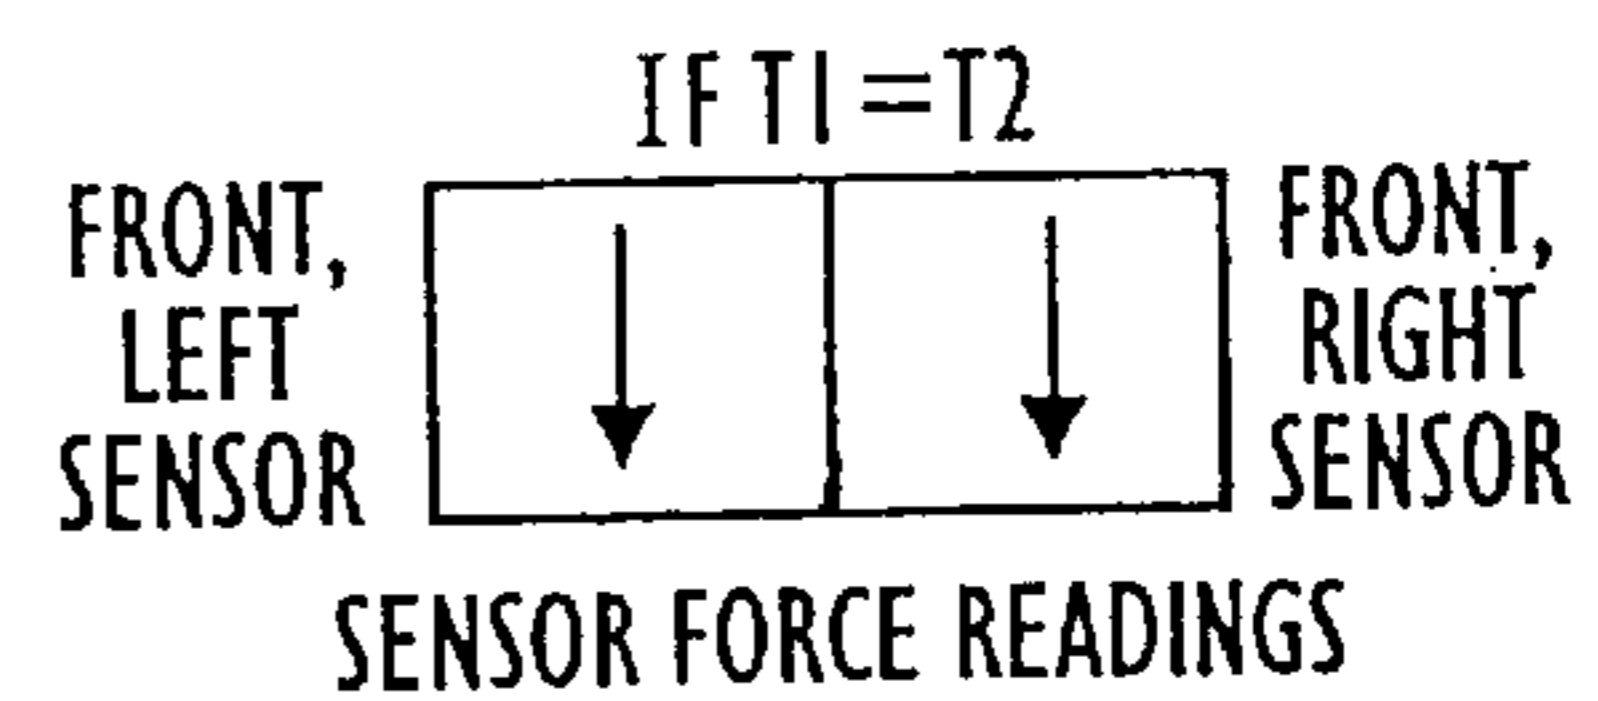 IF T1=T2
FRONT,
LEFT
SENSOR
FRONT,
RIGHT
SENSOR
SENSOR FORCE READINGS